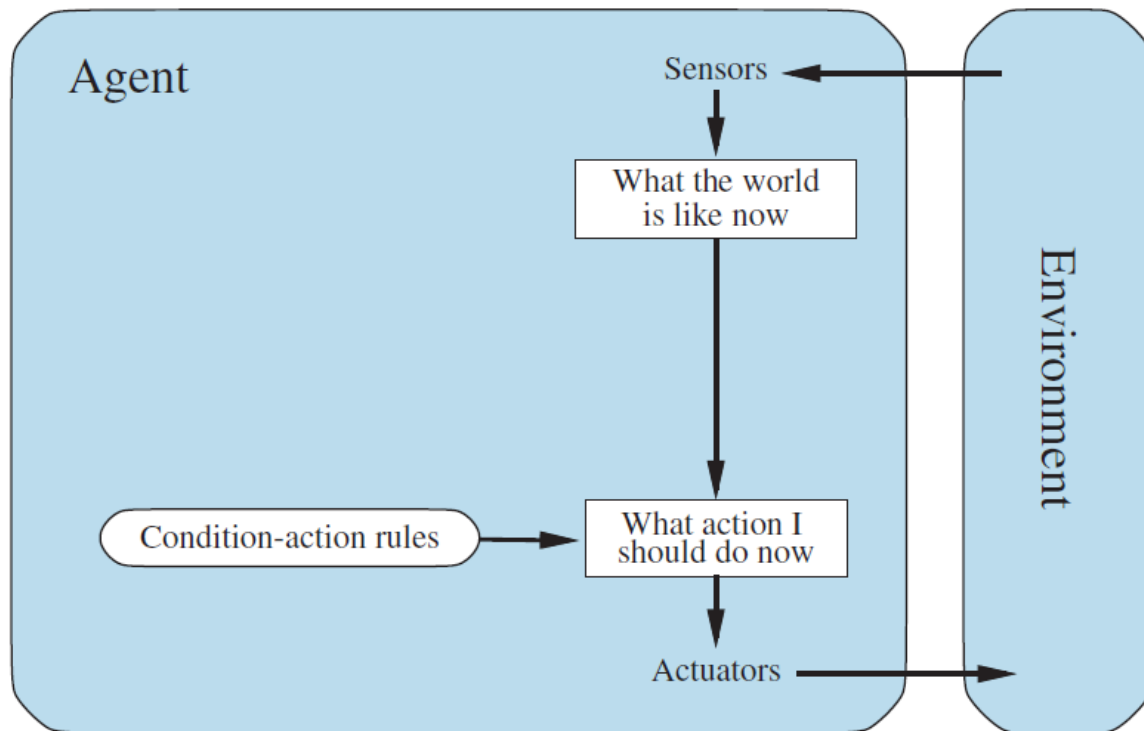 Agent
Sensors
What the world
is like now
Environment
Condition-action rules
What action I
should do now
Actuators